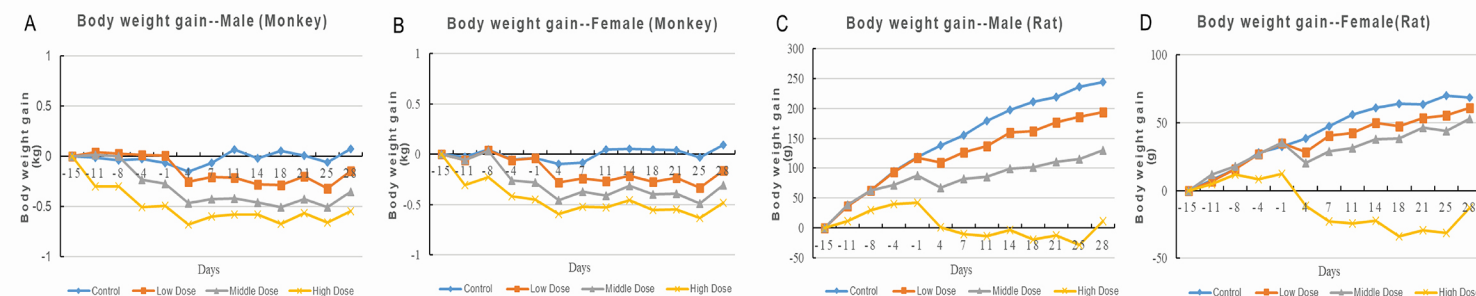 A
Body weight gain--Male (Monkey)
Body weight gain
(kg)
1
0.5
0
-0.5
-1
-15 -11 -8 -4 -1 4 7 11 14 18 21 25 28
Days
Control Low Dose Middle Dose High Dose
B
Body weight gain--Female (Monkey)
Body weight gain
(kg)
1
0.5
0
-0.5
-1
-15 -11 -8 -4 -1 4 7 11 14 18 21 25 28
Days
Control Low Dose Middle Dose High Dose
C
Body weight gain--Male (Rat)
Body weight gain
(g)
300
250
200
150
100
50
0
-50
-15 -11 -8 -4 -1 4 7 11 14 18 21 25 28
Days
Control Low Dose Middle Dose High Dose
D
Body weight gain--Female(Rat)
Body weight gain
(g)
100
50
0
-50
-15 -11 -8 -4 -1 4 7 11 14 18 21 25 28
Days
Control Low Dose Middle Dose High Dose